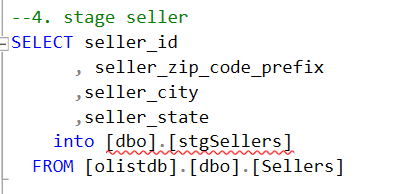 --4. stage seller
SELECT seller_id
, seller_zip_code_prefix
,seller_city
,seller_state
into [dbo].[stgSellers]
FROM [olistdb].[dbo].[Sellers]